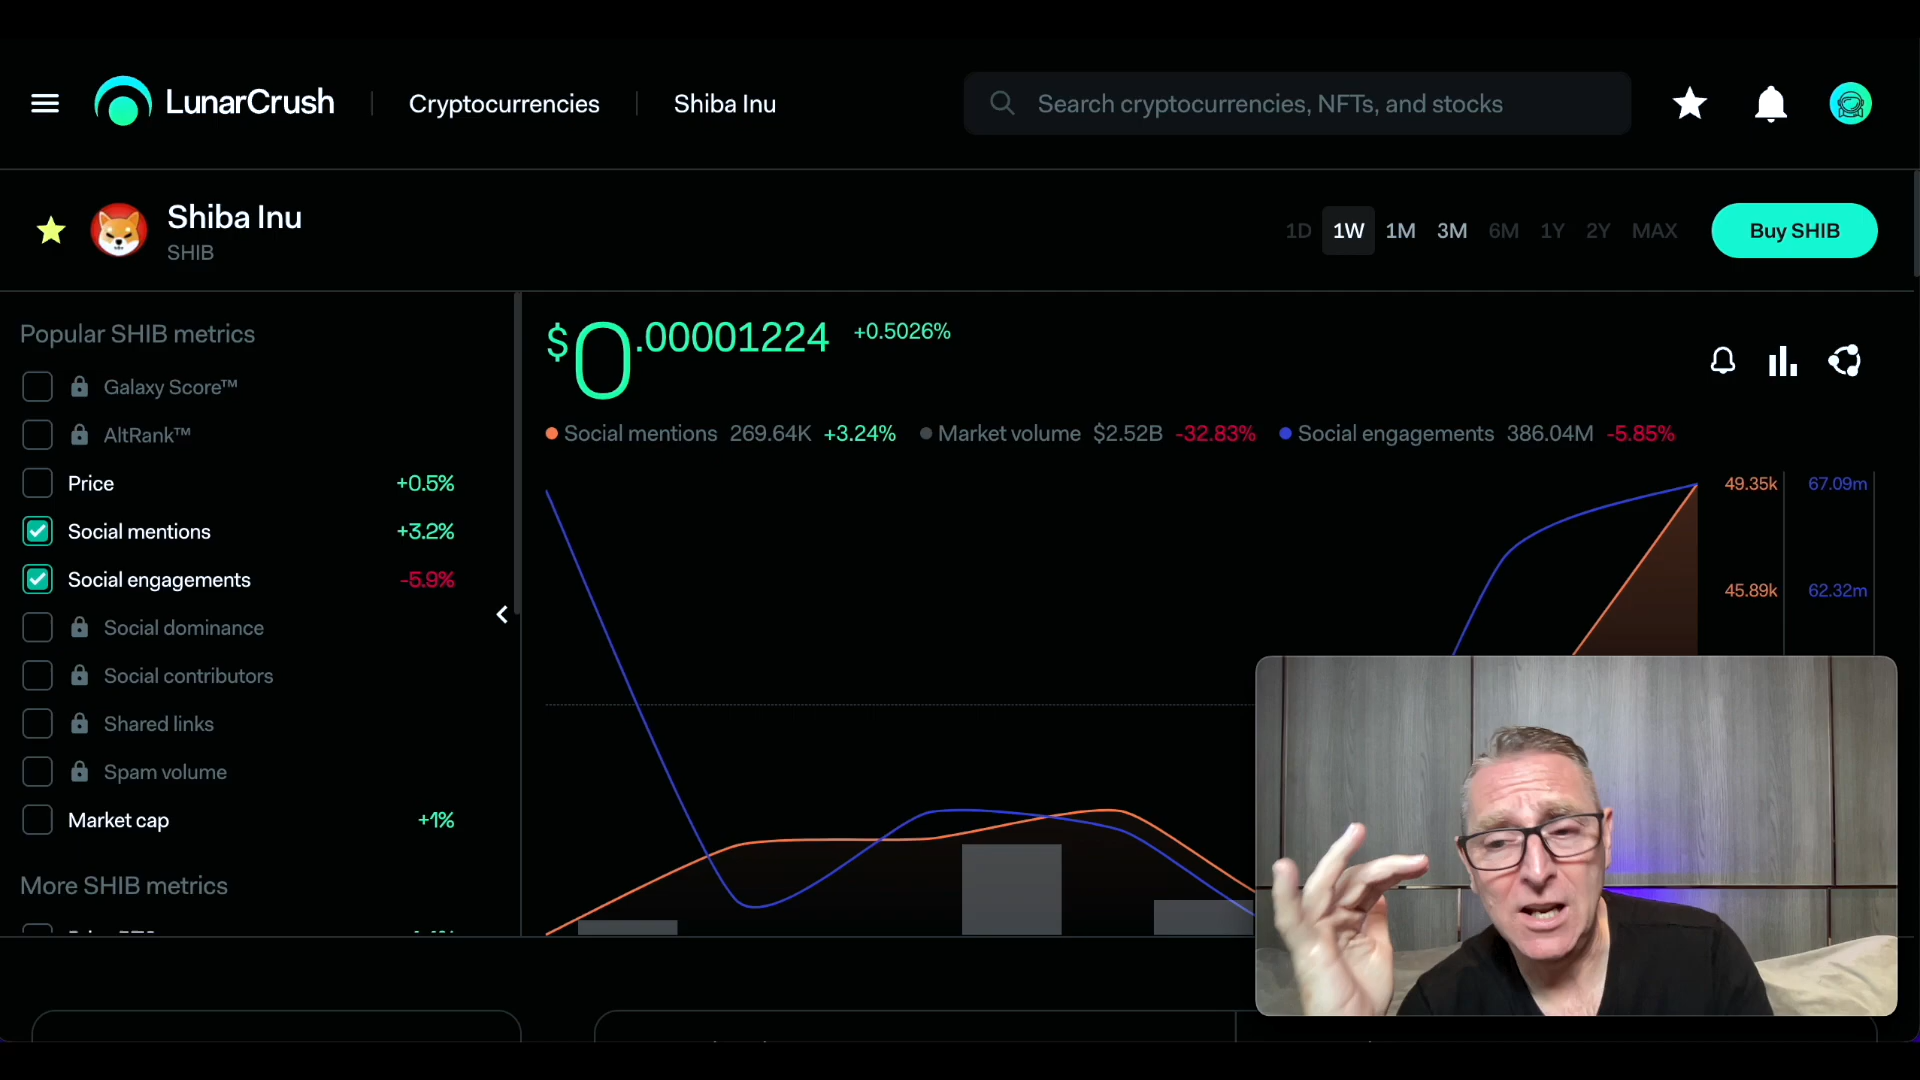 LunarCrush
Cryptocurrencies
Shiba Inu
Search cryptocurrencies, NFTs, and stocks
Shiba Inu
SHIB
1D 1W 1M 3M 6M 1Y 2Y MAX
Buy SHIB
Popular SHIB metrics
Galaxy Score™
AltRank™
Price +0.5%
Social mentions +3.2%
Social engagements -5.9%
Social dominance
Social contributors
Shared links
Spam volume
Market cap +1%
More SHIB metrics
$0.00001224 +0.5026%
Social mentions 269.64K +3.24% Market volume $2.52B -32.83% Social engagements 386.04M -5.85%
49.35k 67.09m
45.89k 62.32m